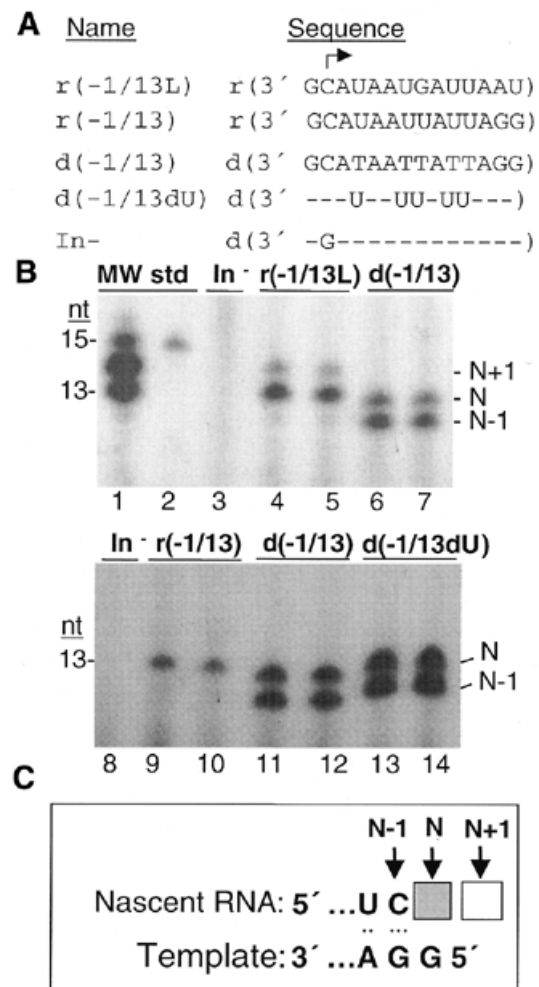 A Name Sequence
r(-1/13L) r(3´ GCAUAAUGAUUAAU)
r(-1/13) r(3´ GCAUAAUUAUUAGG)
d(-1/13) d(3´ GCATAATTATTAGG)
d(-1/13dU) d(3´ ---U--UU-UU---)
In- d(3´ -G------------)
B MW std In - r(-1/13L) d(-1/13)
nt
15-
13-
- N+1
- N
- N-1
1 2 3 4 5 6 7
In - r(-1/13) d(-1/13) d(-1/13dU)
nt
13-
N
N-1
8 9 10 11 12 13 14
C
N-1 N N+1
Nascent RNA: 5´ ...U C
Template: 3´ ...A G G 5´